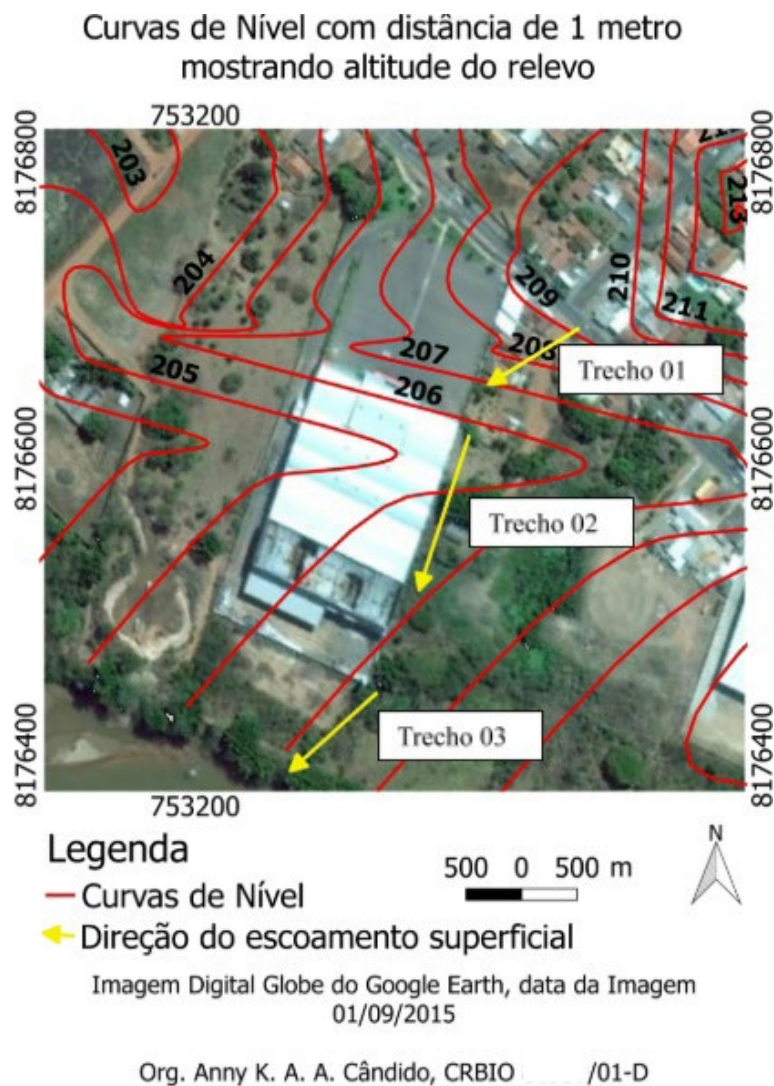 Curvas de Nível com distância de 1 metro
mostrando altitude do relevo
753200
8176800
8176800
203
213
204
210
209
211
207
208
Trecho 01
205
206
8176600
8176600
Trecho 02
Trecho 03
8176400
8176400
753200
Legenda
Curvas de Nível
Direção do escoamento superficial
500 0 500 m
N
Imagem Digital Globe do Google Earth, data da Imagem
01/09/2015
Org. Anny K. A. A. Cândido, CRBIO /01-D